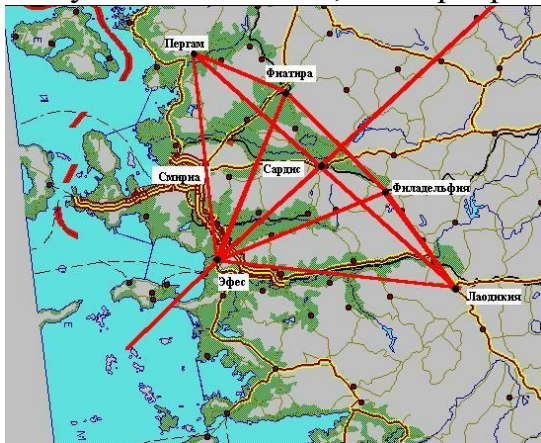 Пергам
Фиатира
Сардис
Смирна
Филадельфия
Эфес
Лаодикия